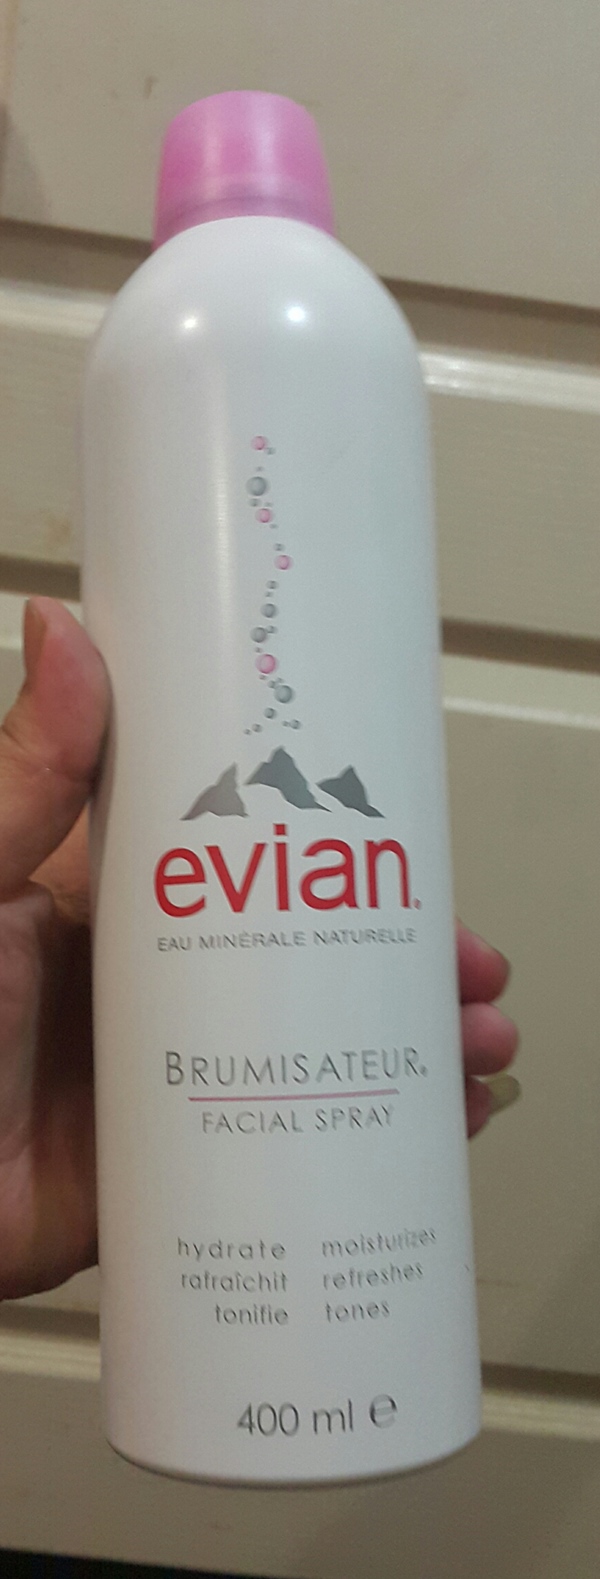 evian.
EAU MINÉRALE NATURELLE
BRUMISATEUR®
FACIAL SPRAY
hydrate moisturizes
rafraîchit refreshes
tonifie tones
400 ml ℮